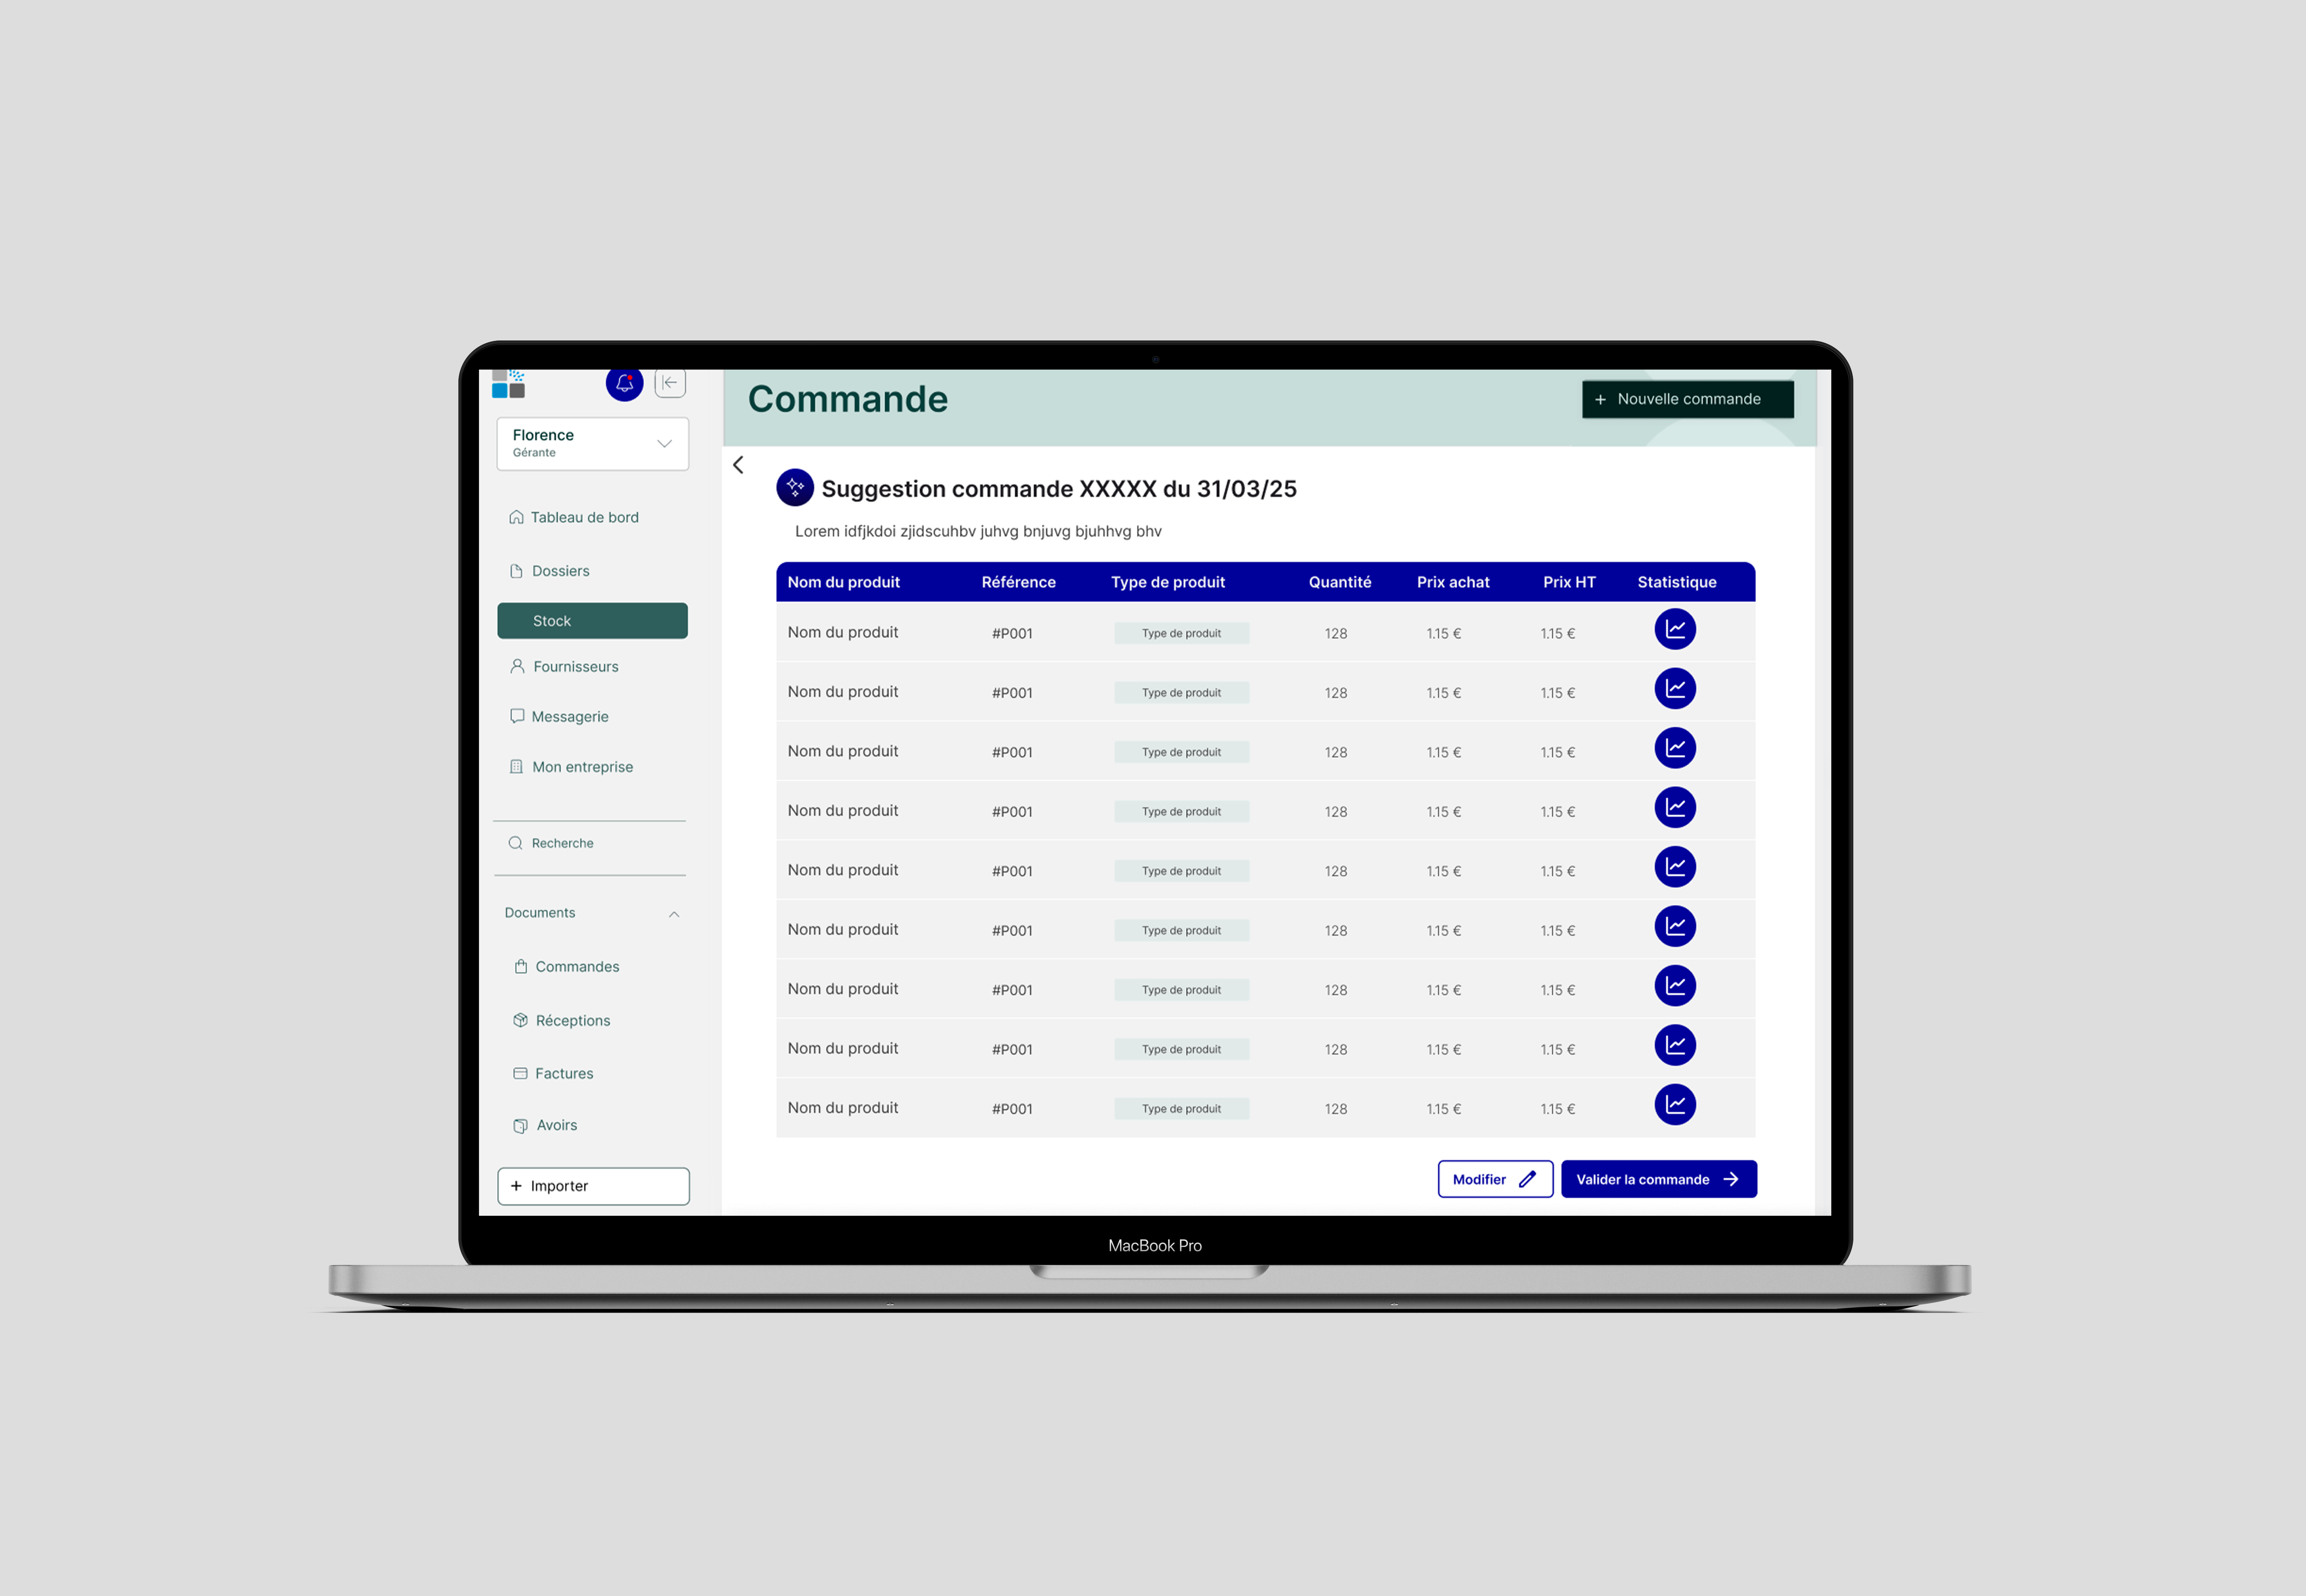 Commande
+ Nouvelle commande
Florence
Gérante
Tableau de bord
Dossiers
Stock
Fournisseurs
Messagerie
Mon entreprise
Recherche
Documents
Commandes
Réceptions
Factures
Avoirs
+ Importer
Suggestion commande XXXXX du 31/03/25
Lorem idfjkdoi zjidscuhbv juhvg bnjuvg bjuhhvg bhv
Nom du produit Référence Type de produit Quantité Prix achat Prix HT Statistique
Nom du produit #P001 Type de produit 128 1.15 € 1.15 €
Nom du produit #P001 Type de produit 128 1.15 € 1.15 €
Nom du produit #P001 Type de produit 128 1.15 € 1.15 €
Nom du produit #P001 Type de produit 128 1.15 € 1.15 €
Nom du produit #P001 Type de produit 128 1.15 € 1.15 €
Nom du produit #P001 Type de produit 128 1.15 € 1.15 €
Nom du produit #P001 Type de produit 128 1.15 € 1.15 €
Nom du produit #P001 Type de produit 128 1.15 € 1.15 €
Nom du produit #P001 Type de produit 128 1.15 € 1.15 €
Modifier
Valider la commande
MacBook Pro